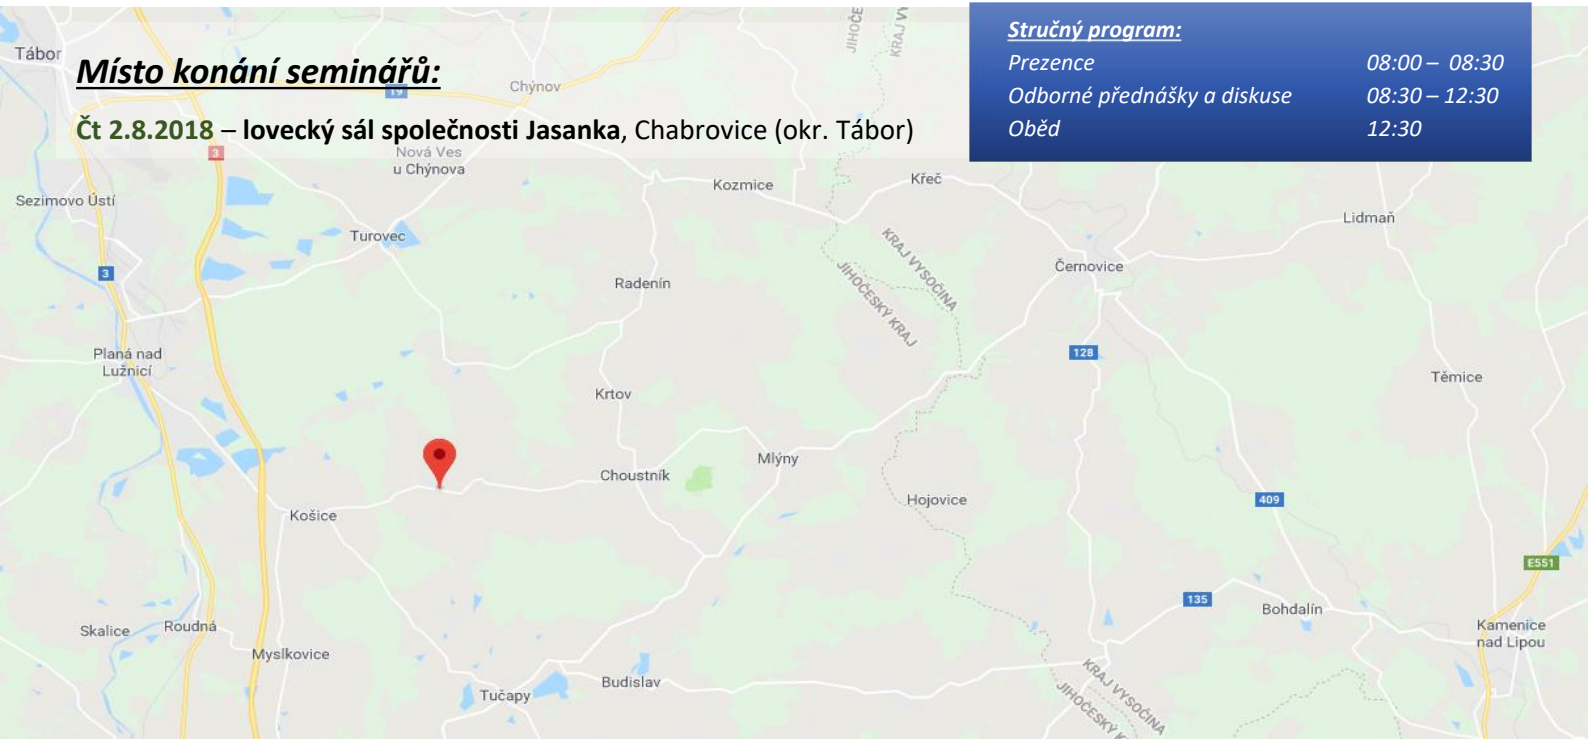 Místo konání seminářů:
Čt 2.8.2018 – lovecký sál společnosti Jasanka, Chabrovice (okr. Tábor)
Stručný program:
Prezence 08:00 – 08:30
Odborné přednášky a diskuse 08:30 – 12:30
Oběd 12:30
Tábor
19
Chýnov
3
Nová Ves
u Chýnova
Kozmice
Křeč
Sezimovo Ústí
Lidmaň
Turovec
KRAJ VYSOČINA
JIHOČESKÝ KRAJ
Černovice
3
Radenín
Planá nad
Lužnicí
128
Těmice
Krtov
Mlýny
Choustník
Hojovice
409
Košice
E551
135
Bohdalín
Skalice
Roudná
Kamenice
nad Lipou
Myslkovice
Budislav
Tučapy
KRAJ VYSOČINA
JIHOČESKÝ